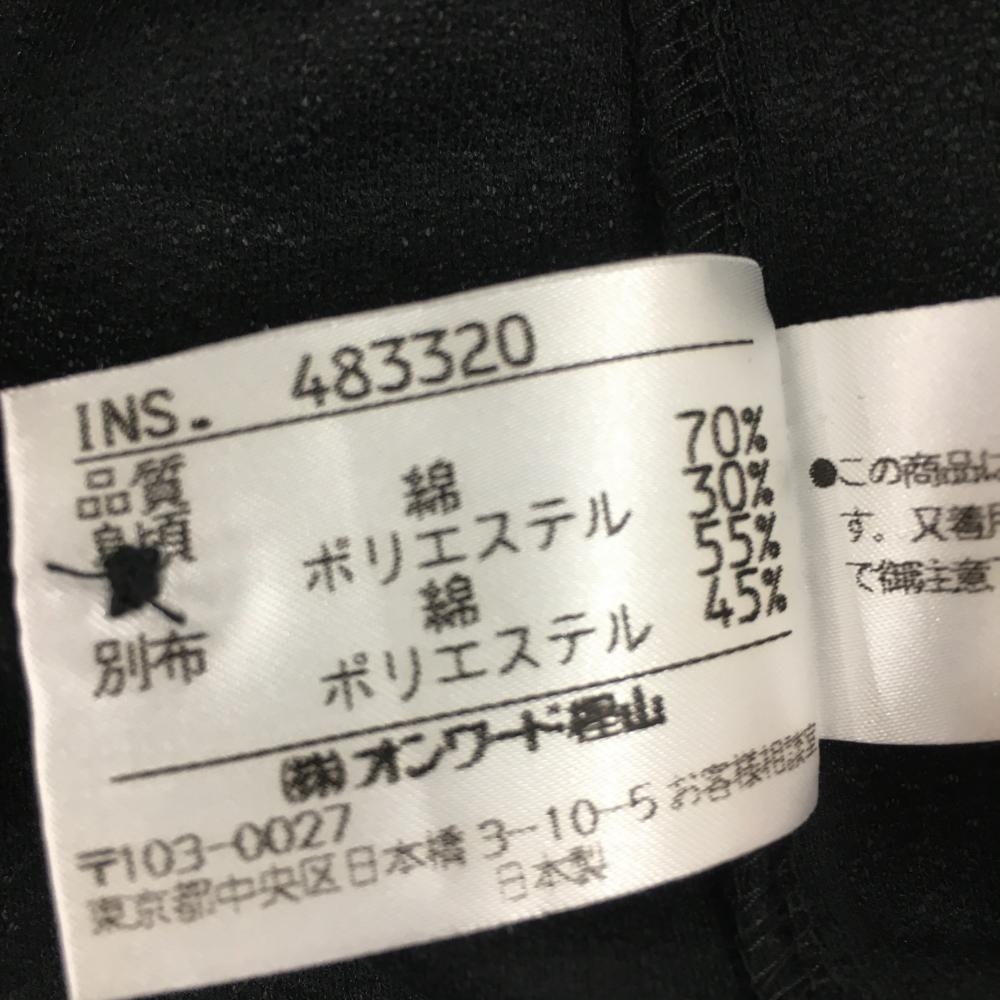 INS. 483320
品質 綿 70%
ポリエステル 30%
綿 55%
別布 ポリエステル 45%
㈱オンワード樫山
〒103-0027
東京都中央区日本橋 3-10-5 お客様相談室
日本製
●この商品に
す。又着用
で御注意